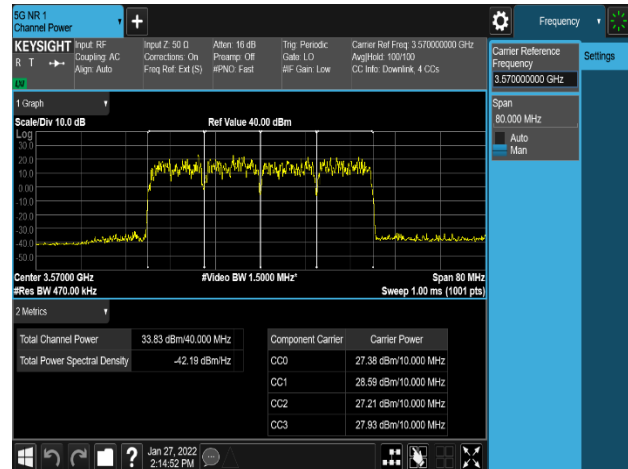 5G NR 1
Channel Power
Frequency
KEYSIGHT
R T
LXI
Input: RF
Coupling: AC
Align: Auto
Input Z: 50 Ω
Corrections: On
Freq Ref: Ext (S)
Atten: 16 dB
Preamp: Off
#PNO: Fast
Trig: Periodic
Gate: LO
#IF Gain: Low
Carrier Ref Freq: 3.570000000 GHz
Avg|Hold: 100/100
CC Info: Downlink, 4 CCs
Carrier Reference
Frequency
3.570000000 GHz
Settings
Span
80.000 MHz
Auto
Man
1 Graph
Scale/Div 10.0 dB
Ref Value 40.00 dBm
Log
30.0
20.0
10.0
0.00
-10.0
-20.0
-30.0
-40.0
-50.0
Center 3.57000 GHz
#Video BW 1.5000 MHz*
Span 80 MHz
#Res BW 470.00 kHz
Sweep 1.00 ms (1001 pts)
2 Metrics
Total Channel Power 33.83 dBm/40.000 MHz
Total Power Spectral Density -42.19 dBm/Hz
Component Carrier Carrier Power
CC0 27.38 dBm/10.000 MHz
CC1 28.59 dBm/10.000 MHz
CC2 27.21 dBm/10.000 MHz
CC3 27.93 dBm/10.000 MHz
?
Jan 27, 2022
2:14:52 PM